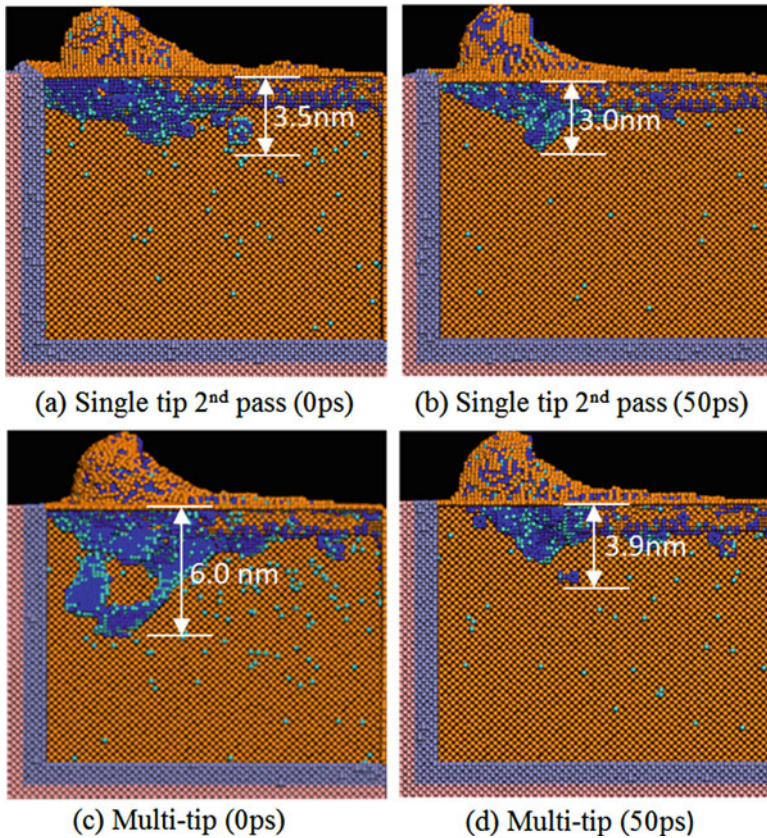 3.5nm
3.0nm
(a) Single tip 2nd pass (0ps)
(b) Single tip 2nd pass (50ps)
6.0 nm
3.9nm
(c) Multi-tip (0ps)
(d) Multi-tip (50ps)